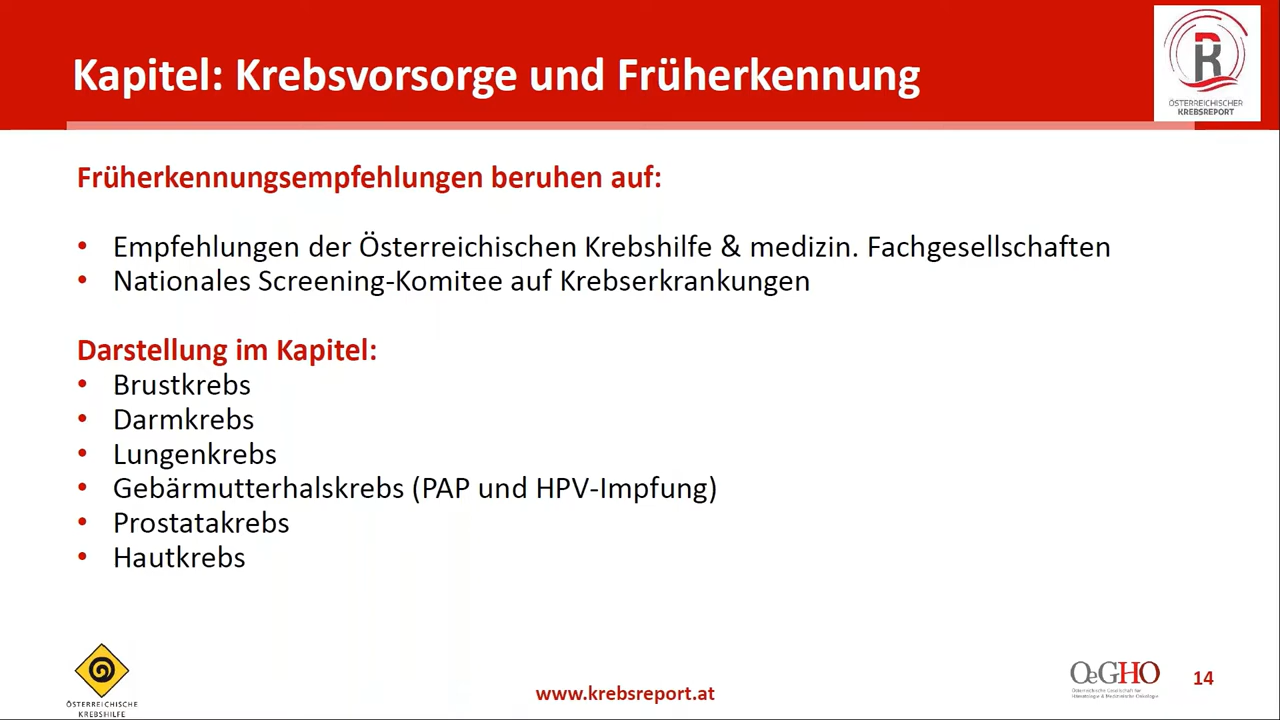 Kapitel: Krebsvorsorge und Früherkennung
ÖSTERREICHISCHER
KREBSREPORT
Früherkennungsempfehlungen beruhen auf:
• Empfehlungen der Österreichischen Krebshilfe & medizin. Fachgesellschaften
• Nationales Screening-Komitee auf Krebserkrankungen
Darstellung im Kapitel:
• Brustkrebs
• Darmkrebs
• Lungenkrebs
• Gebärmutterhalskrebs (PAP und HPV-Impfung)
• Prostatakrebs
• Hautkrebs
ÖSTERREICHISCHE
KREBSHILFE
www.krebsreport.at
OeGHO
Österreichische Gesellschaft für
Hämatologie & Medizinische Onkologie
14